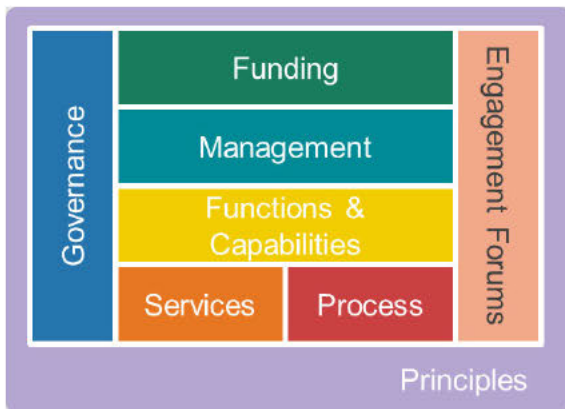 Governance
Funding
Management
Functions &
Capabilities
Services
Process
Engagement Forums
Principles